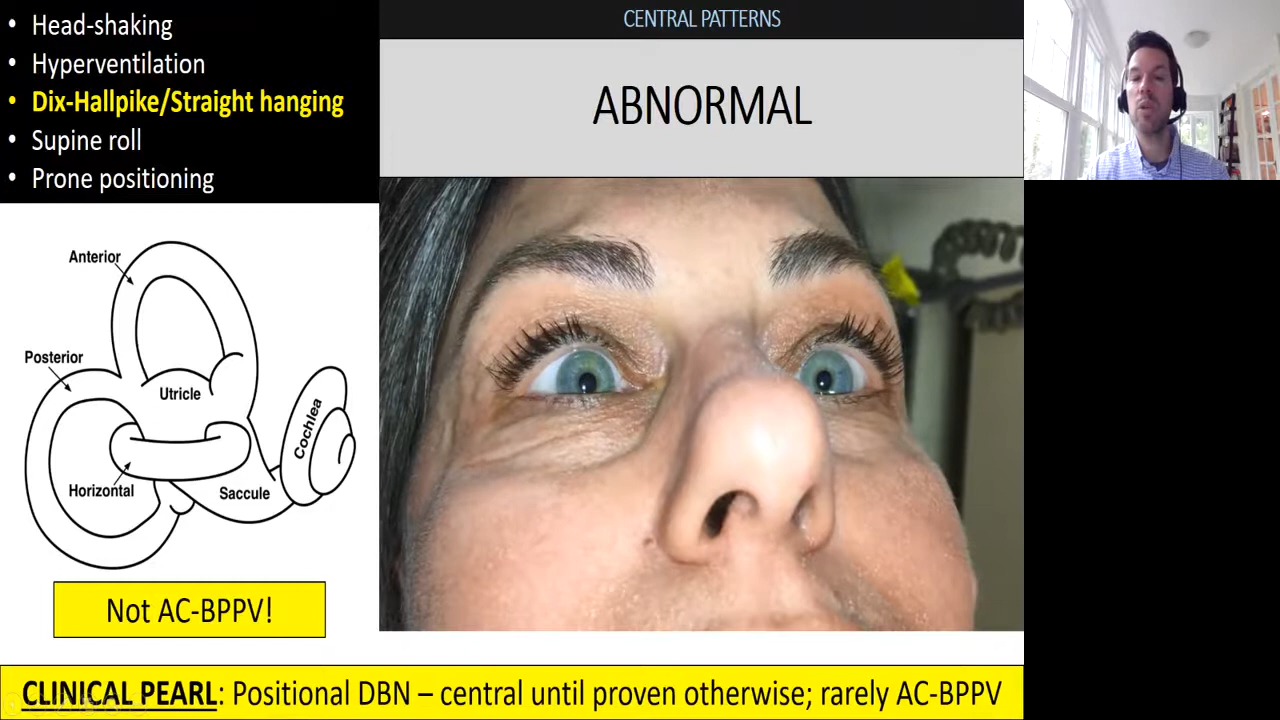 • Head-shaking
• Hyperventilation
• Dix-Hallpike/Straight hanging
• Supine roll
• Prone positioning
CENTRAL PATTERNS
ABNORMAL
Anterior
Posterior
Utricle
Cochlea
Horizontal
Saccule
Not AC-BPPV!
CLINICAL PEARL: Positional DBN – central until proven otherwise; rarely AC-BPPV